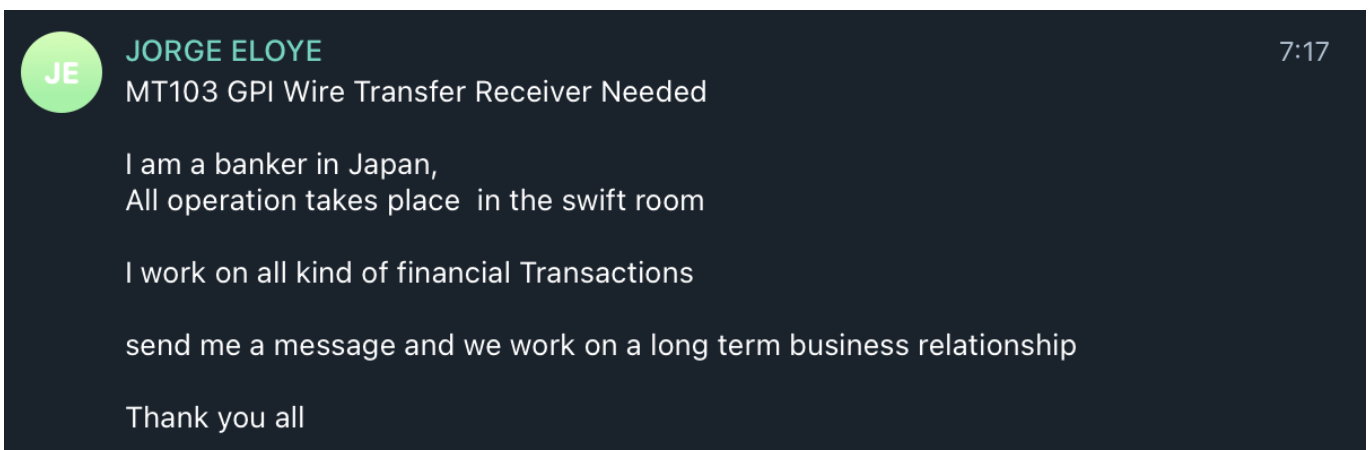 JE
JORGE ELOYE
7:17
MT103 GPI Wire Transfer Receiver Needed
I am a banker in Japan,
All operation takes place  in the swift room
I work on all kind of financial Transactions
send me a message and we work on a long term business relationship
Thank you all